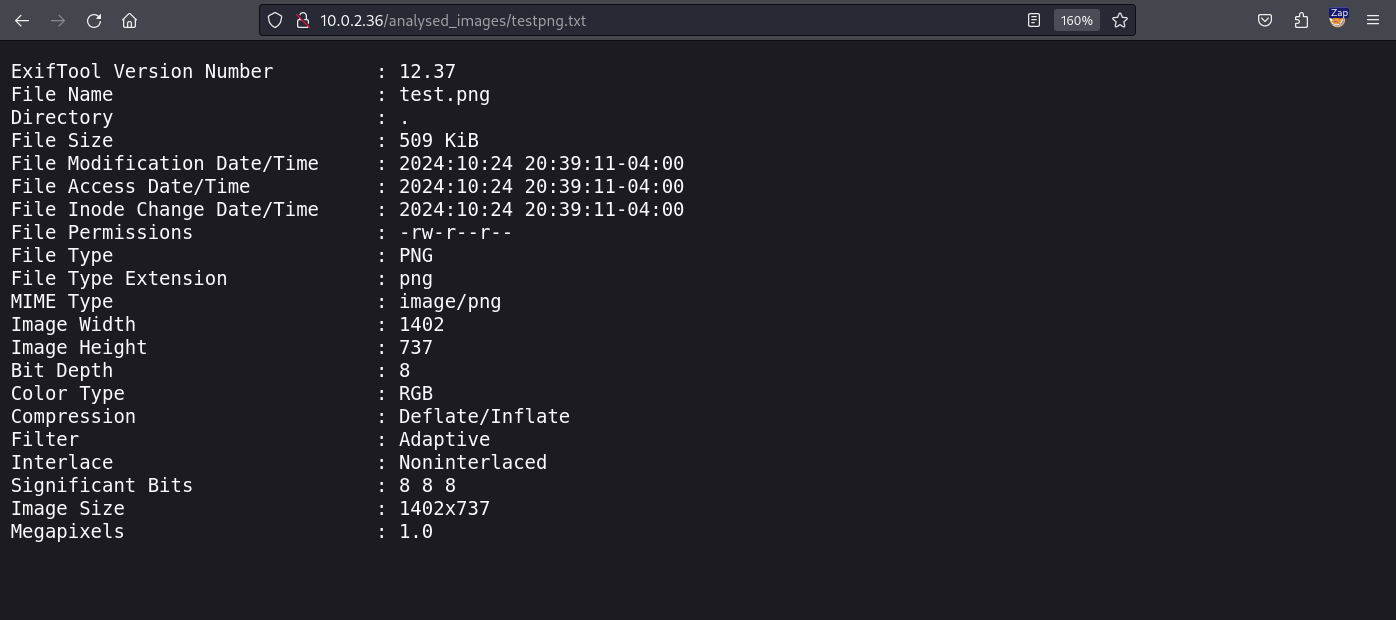 10.0.2.36/analysed_images/testpng.txt
160%
Zap
ExifTool Version Number : 12.37
File Name : test.png
Directory : .
File Size : 509 KiB
File Modification Date/Time : 2024:10:24 20:39:11-04:00
File Access Date/Time : 2024:10:24 20:39:11-04:00
File Inode Change Date/Time : 2024:10:24 20:39:11-04:00
File Permissions : -rw-r--r--
File Type : PNG
File Type Extension : png
MIME Type : image/png
Image Width : 1402
Image Height : 737
Bit Depth : 8
Color Type : RGB
Compression : Deflate/Inflate
Filter : Adaptive
Interlace : Noninterlaced
Significant Bits : 8 8 8
Image Size : 1402x737
Megapixels : 1.0